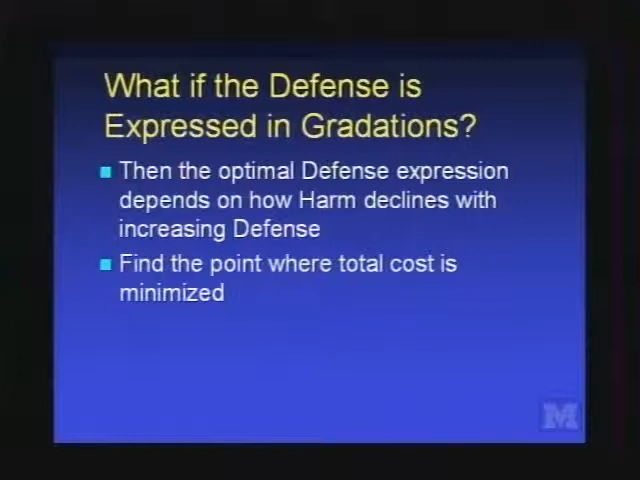 What if the Defense is
Expressed in Gradations?
Then the optimal Defense expression
depends on how Harm declines with
increasing Defense
Find the point where total cost is
minimized
M